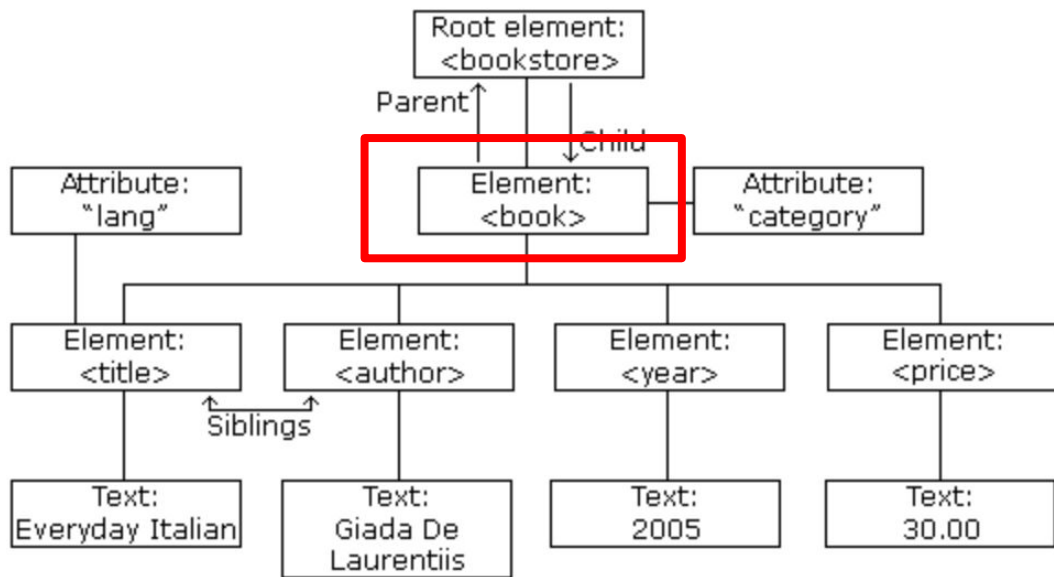 Root element:
<bookstore>
Parent
Child
Attribute:
“lang”
Element:
<book>
Attribute:
“category”
Element:
<title>
Element:
<author>
Element:
<year>
Element:
<price>
Siblings
Text:
Everyday Italian
Text:
Giada De
Laurentiis
Text:
2005
Text:
30.00